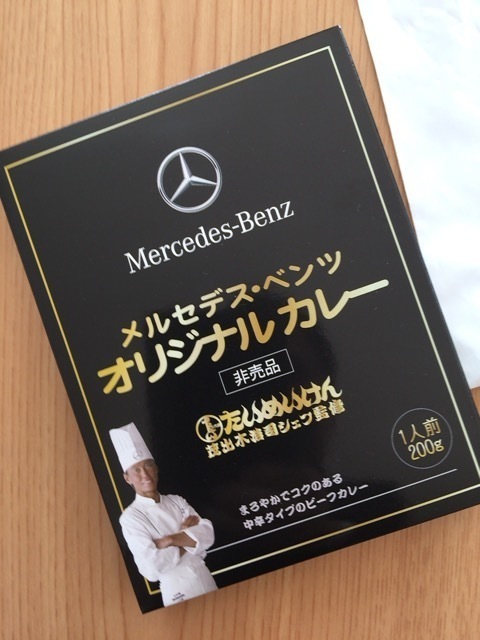 Mercedes-Benz
メルセデス・ベンツ
オリジナルカレー
非売品
たいめいけん
茂出木浩司シェフ監修
1人前
200g
まろやかでコクのある
中辛タイプのビーフカレー